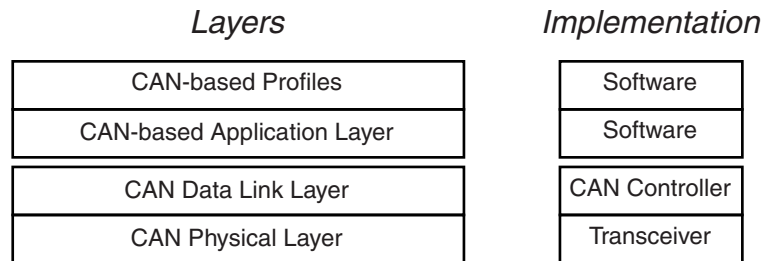 Layers Implementation
CAN-based Profiles Software
CAN-based Application Layer Software
CAN Data Link Layer CAN Controller
CAN Physical Layer Transceiver